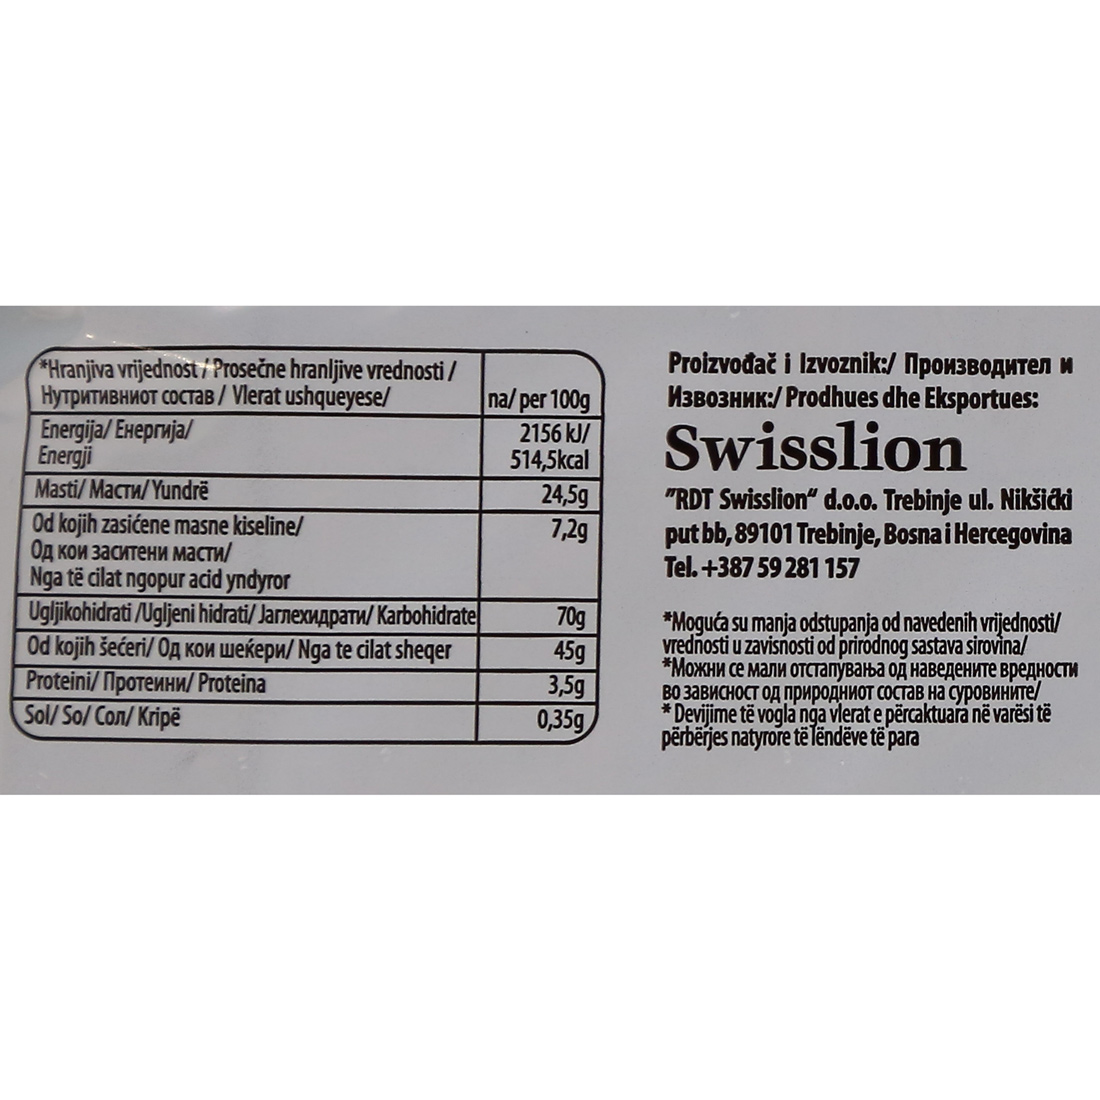 *Hranjiva vrijednost / Prosečne hranljive vrednosti /
Нутритивниот состав / Vlerat ushqueyese/
na/ per 100g
Energija/ Енергија/
Energji
2156 kJ/
514,5kcal
Masti/ Масти/ Yundrë
24,5g
Od kojih zasićene masne kiseline/
Од кои заситени масти/
Nga të cilat ngopur acid yndyror
7,2g
Ugljikohidrati /Ugljeni hidrati/ Јаглехидрати/ Karbohidrate
70g
Od kojih šećeri/ Од кои шеќери/ Nga te cilat sheqer
45g
Proteini/ Протеини/ Proteina
3,5g
Sol/ So/ Сол/ Kripë
0,35g
Proizvođač i Izvoznik:/ Производител и
Извозник:/ Prodhues dhe Eksportues:
Swisslion
"RDT Swisslion“ d.o.o. Trebinje ul. Nikšićki
put bb, 89101 Trebinje, Bosna i Hercegovina
Tel. +387 59 281 157
*Moguća su manja odstupanja od navedenih vrijednosti/
vrednosti u zavisnosti od prirodnog sastava sirovina/
*Можни се мали отстапувања од наведените вредности
во зависност од природниот состав на суровините/
* Devijime të vogla nga vlerat e përcaktuara në varësi të
përbërjes natyrore të lëndëve të para